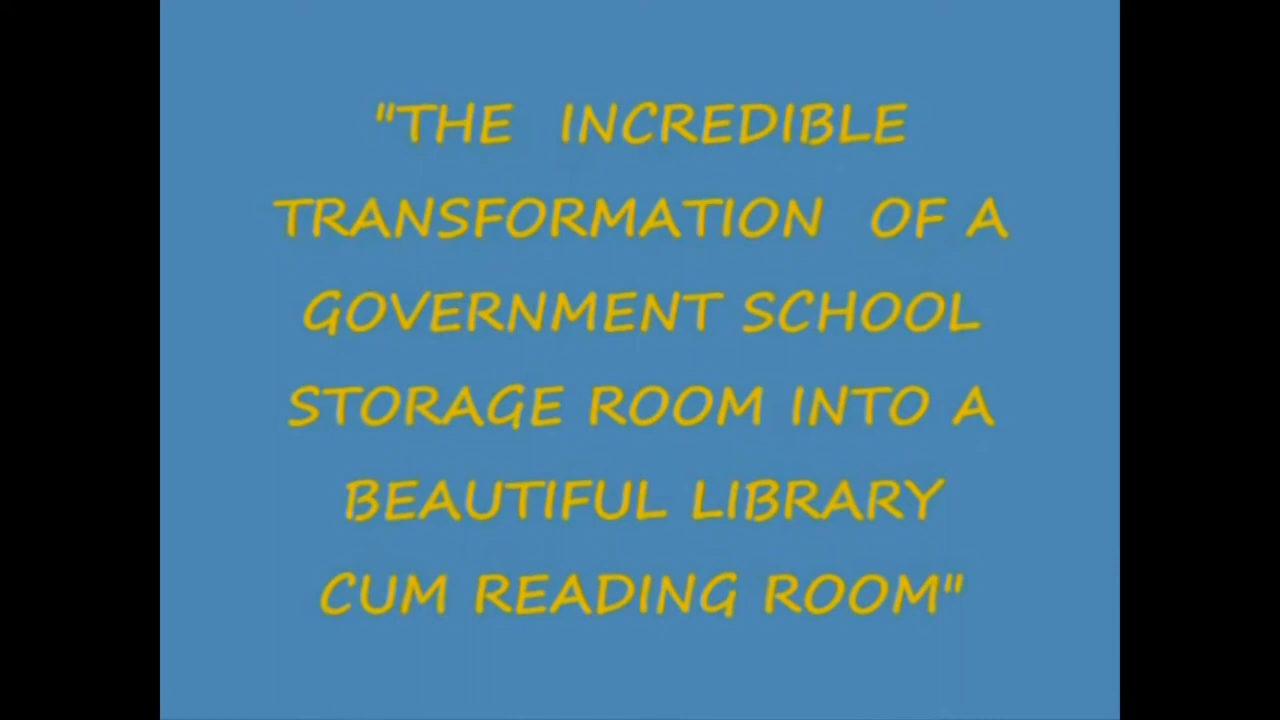 "THE INCREDIBLE
TRANSFORMATION OF A
GOVERNMENT SCHOOL
STORAGE ROOM INTO A
BEAUTIFUL LIBRARY
CUM READING ROOM"